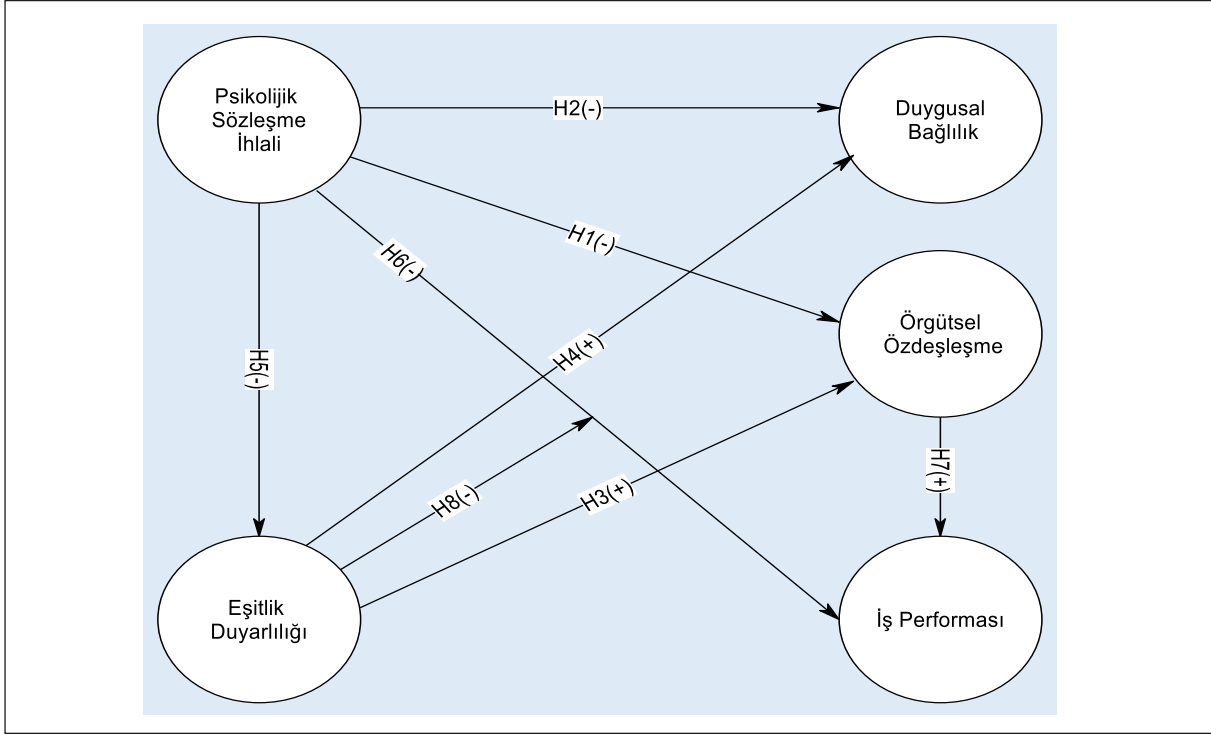 Psikolijik
Sözleşme
İhlali
H2(-)
Duygusal
Bağlılık
H1(-)
H6(-)
Örgütsel
Özdeşleşme
H4(+)
H5(-)
H7(+)
H8(-)
H3(+)
Eşitlik
Duyarlılığı
İş Performası